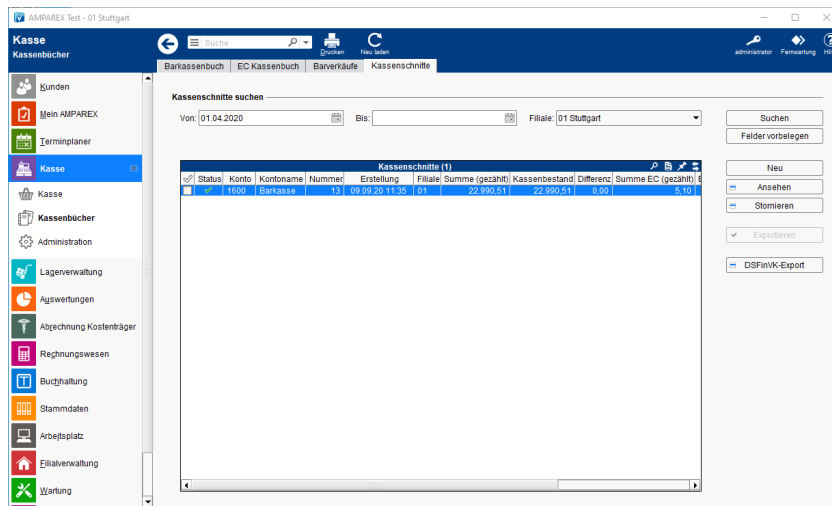 AMPAREX Test - 01 Stuttgart
Kasse
Kassenbücher
Suche
Drucken
Neu laden
administrator
Fernwartung
Barkassenbuch
EC Kassenbuch
Barverkäufe
Kassenschnitte
Kunden
Mein AMPAREX
Terminplaner
Kasse
Kasse
Kassenbücher
Administration
Lagerverwaltung
Auswertungen
Abrechnung Kostenträger
Rechnungswesen
Buchhaltung
Stammdaten
Arbeitsplatz
Filialverwaltung
Wartung
Kassenschnitte suchen
Von: 01.04.2020
Bis:
Filiale: 01 Stuttgart
Suchen
Felder vorbelegen
Kassenschnitte (1)
Status Konto Kontoname Nummer Erstellung Filiale Summe (gezählt) Kassenbestand Differenz Summe EC (gezählt)
1600 Barkasse 13 09.09.20 11:35 01 22.990,51 22.990,51 0,00 5,10
Neu
Ansehen
Stornieren
Exportieren
DSFinVK-Export